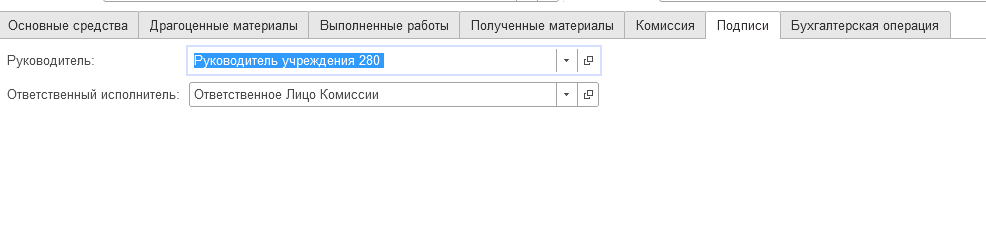 Основные средства Драгоценные материалы Выполненные работы Полученные материалы Комиссия Подписи Бухгалтерская операция
Руководитель: Руководитель учреждения 280
Ответственный исполнитель: Ответственное Лицо Комиссии